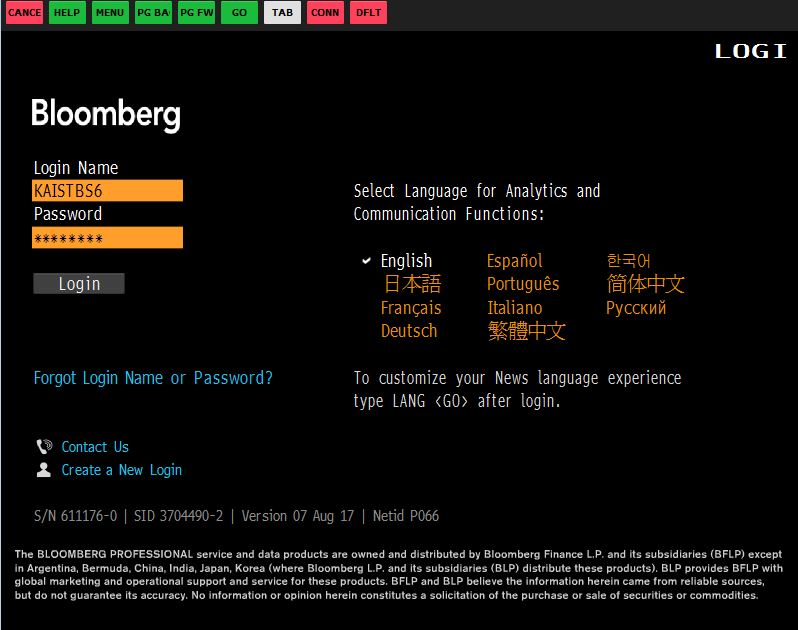 CANCE HELP MENU PG BA PG FW GO TAB CONN DFLT
LOGI
Bloomberg
Login Name
KAISTBS6
Password
********
Login
Select Language for Analytics and
Communication Functions:
English Español 한국어
日本語 Português 简体中文
Français Italiano Русский
Deutsch 繁體中文
Forgot Login Name or Password?
To customize your News language experience
type LANG <GO> after login.
Contact Us
Create a New Login
S/N 611176-0 | SID 3704490-2 | Version 07 Aug 17 | Netid P066
The BLOOMBERG PROFESSIONAL service and data products are owned and distributed by Bloomberg Finance L.P. and its subsidiaries (BFLP) except
in Argentina, Bermuda, China, India, Japan, Korea (where Bloomberg L.P. and its subsidiaries (BLP) distribute these products). BLP provides BFLP with
global marketing and operational support and service for these products. BFLP and BLP believe the information herein came from reliable sources,
but do not guarantee its accuracy. No information or opinion herein constitutes a solicitation of the purchase or sale of securities or commodities.